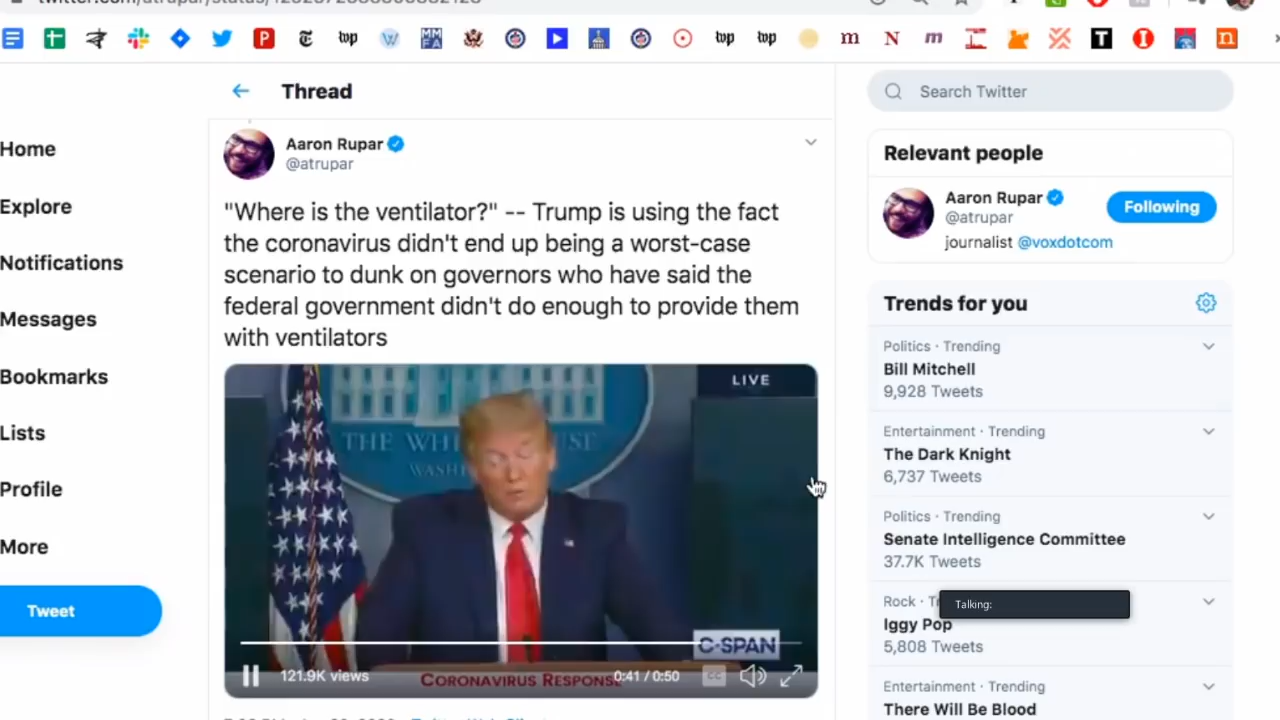 Thread
Search Twitter
Home
Explore
Notifications
Messages
Bookmarks
Lists
Profile
More
Tweet
Aaron Rupar
@atrupar
"Where is the ventilator?" -- Trump is using the fact
the coronavirus didn't end up being a worst-case
scenario to dunk on governors who have said the
federal government didn't do enough to provide them
with ventilators
LIVE
C-SPAN
121.9K views
CORONAVIRUS RESPONSE
0:41 / 0:50
CC
Relevant people
Aaron Rupar
@atrupar
Following
journalist @voxdotcom
Trends for you
Politics · Trending
Bill Mitchell
9,928 Tweets
Entertainment · Trending
The Dark Knight
6,737 Tweets
Politics · Trending
Senate Intelligence Committee
37.7K Tweets
Rock ·
Talking:
Iggy Pop
5,808 Tweets
Entertainment · Trending
There Will Be Blood